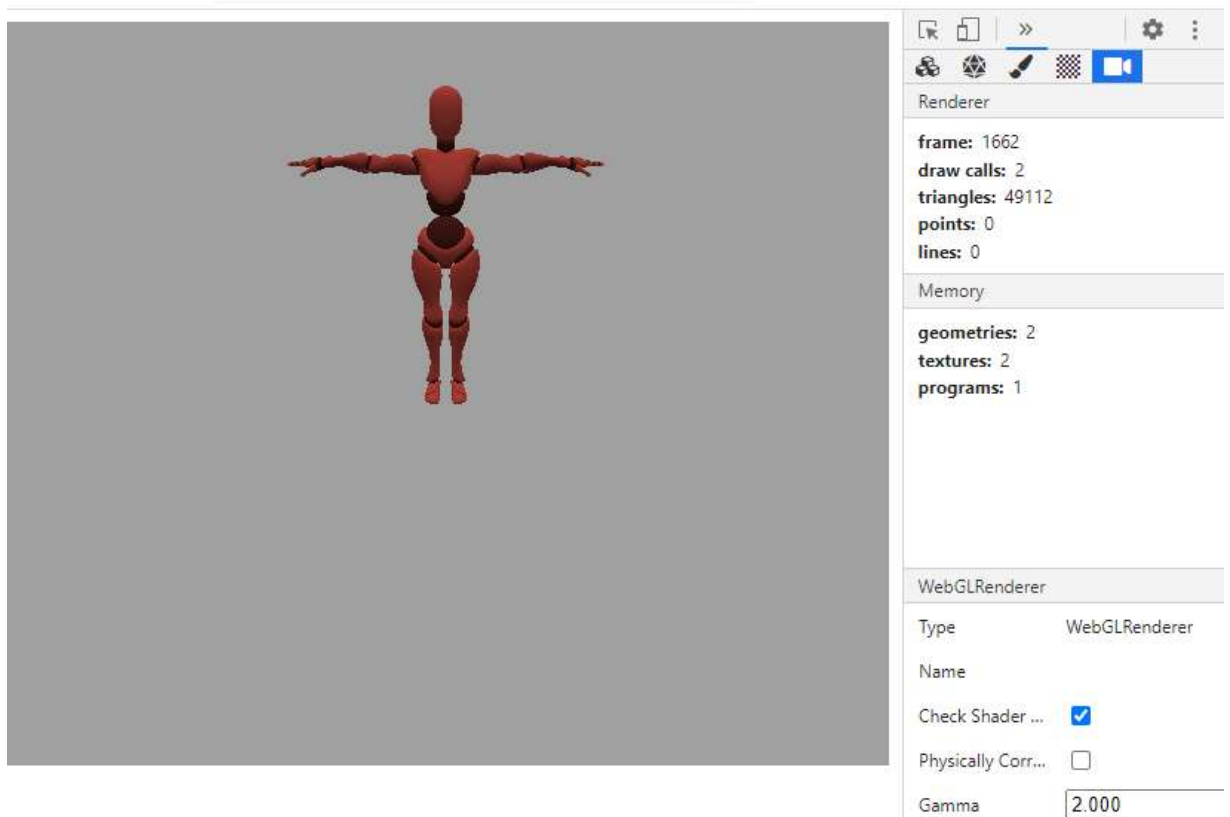 Renderer
frame: 1662
draw calls: 2
triangles: 49112
points: 0
lines: 0
Memory
geometries: 2
textures: 2
programs: 1
WebGLRenderer
Type WebGLRenderer
Name
Check Shader ...
Physically Corr...
Gamma 2.000